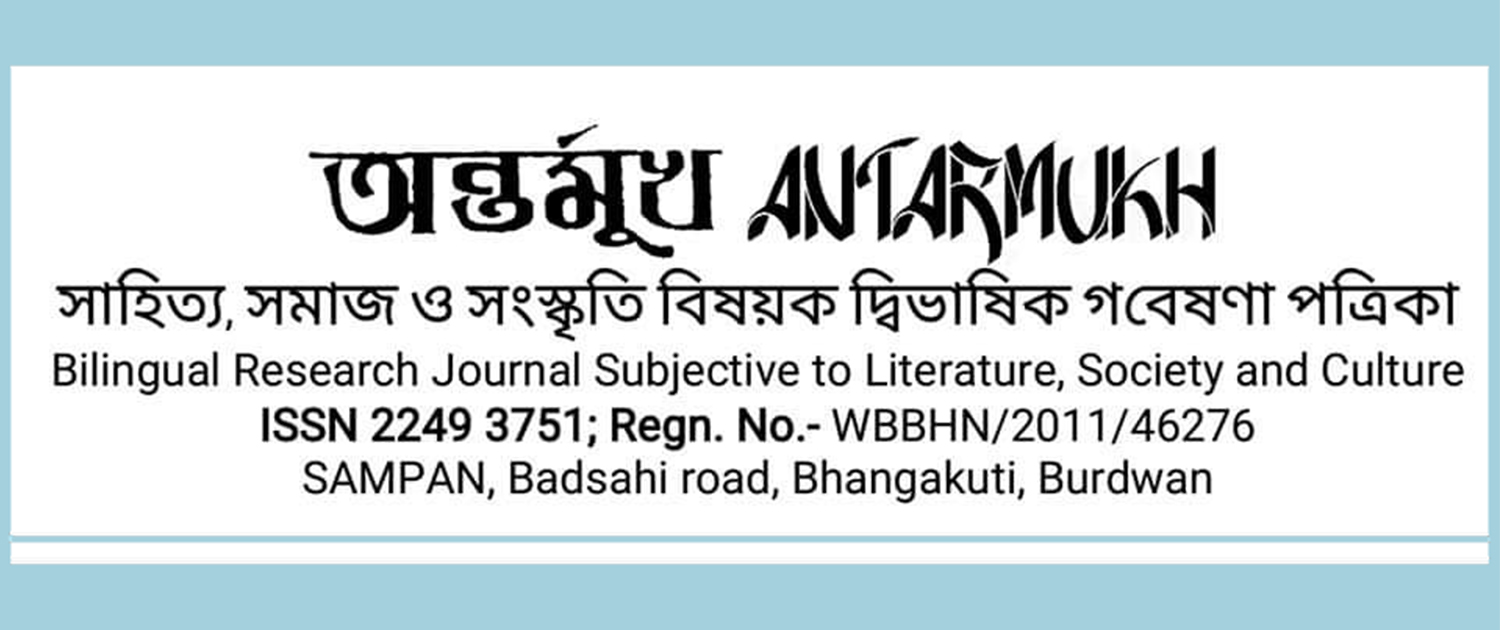 অন্তর্মুখ ANTARMUKH
সাহিত্য, সমাজ ও সংস্কৃতি বিষয়ক দ্বিভাষিক গবেষণা পত্রিকা
Bilingual Research Journal Subjective to Literature, Society and Culture
ISSN 2249 3751; Regn. No.- WBBHN/2011/46276
SAMPAN, Badsahi road, Bhangakuti, Burdwan